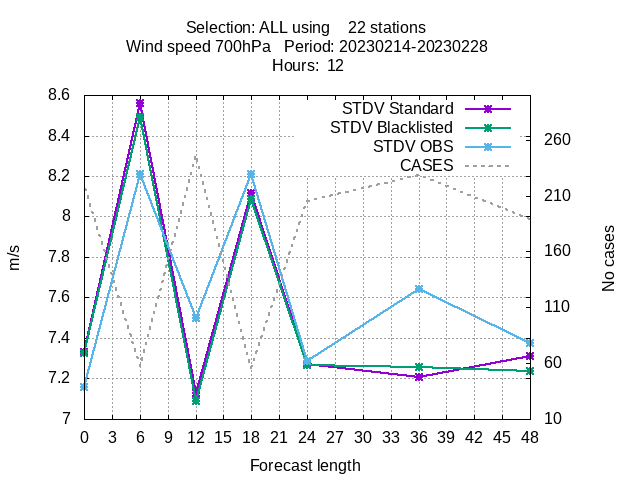 Selection: ALL using    22 stations
Wind speed 700hPa   Period: 20230214-20230228
Hours:  12
STDV Standard
STDV Blacklisted
STDV OBS
CASES
8.6
8.4
8.2
8
7.8
7.6
7.4
7.2
7
260
210
160
110
60
10
m/s
No cases
0 3 6 9 12 15 18 21 24 27 30 33 36 39 42 45 48
Forecast length